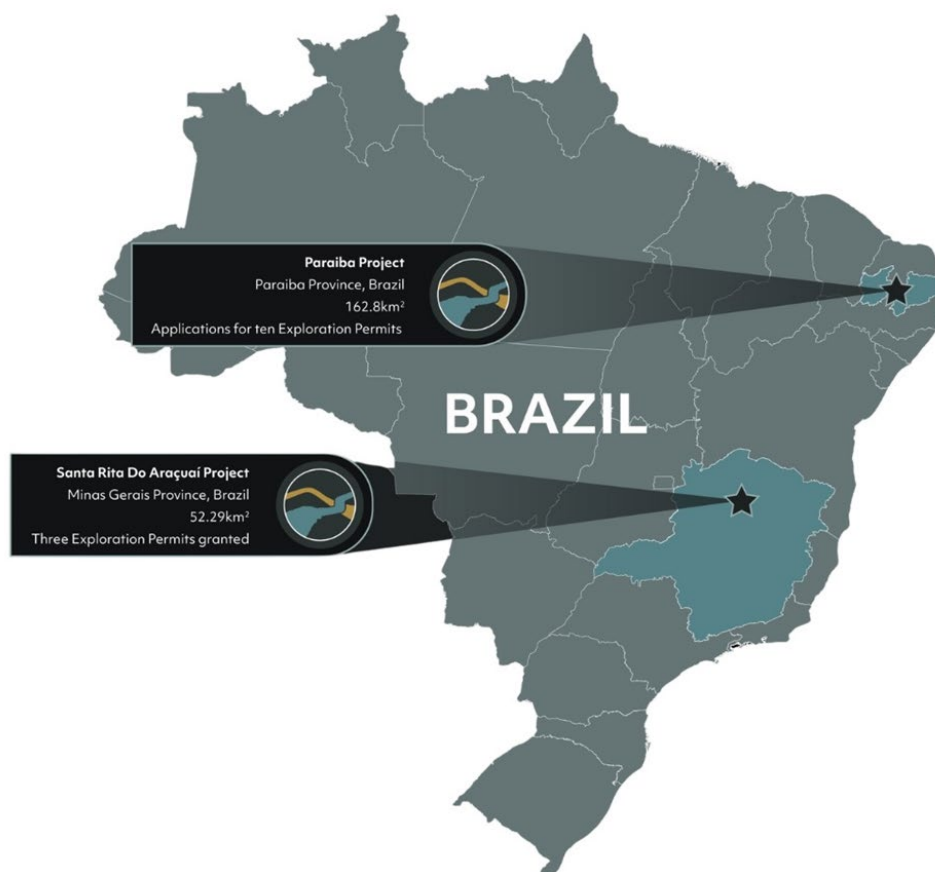 Paraiba Project
Paraiba Province, Brazil
162.8km²
Applications for ten Exploration Permits
BRAZIL
Santa Rita Do Araçuaí Project
Minas Gerais Province, Brazil
52.29km²
Three Exploration Permits granted